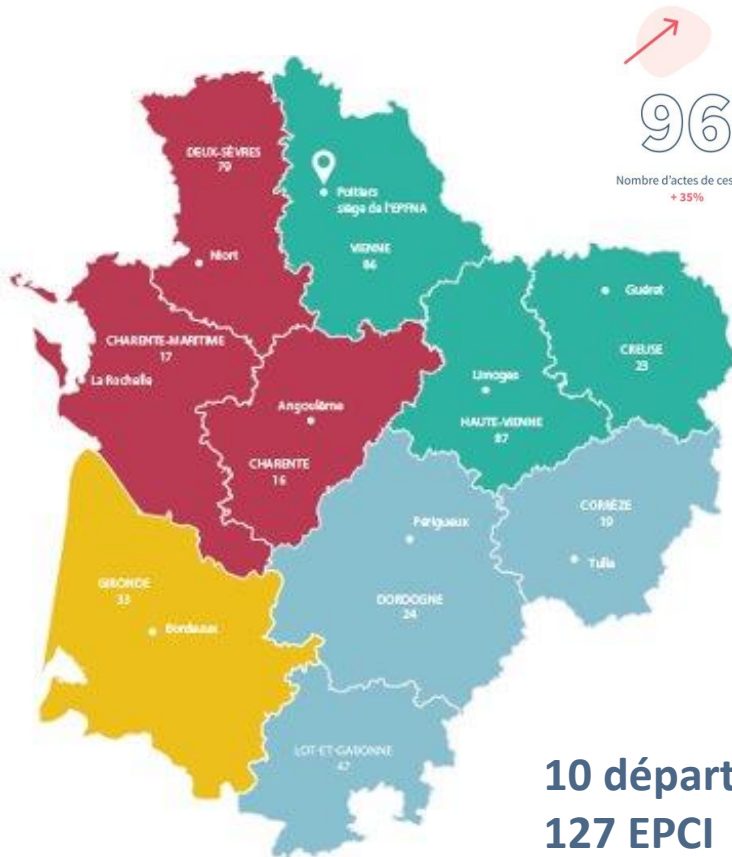 96
Nombre d'actes de ces
+ 35%
DEUX-SÈVRES
79
Poitiers
siège de l'EPFNA
VIENNE
86
Niort
Guéret
CHARENTE-MARITIME
17
CREUSE
23
La Rochelle
Limoges
Angoulême
HAUTE-VIENNE
87
CHARENTE
16
CORRÈZE
19
Périgueux
Tulle
GIRONDE
33
DORDOGNE
24
Bordeaux
LOT-ET-GARONNE
47
10 départ
127 EPCI